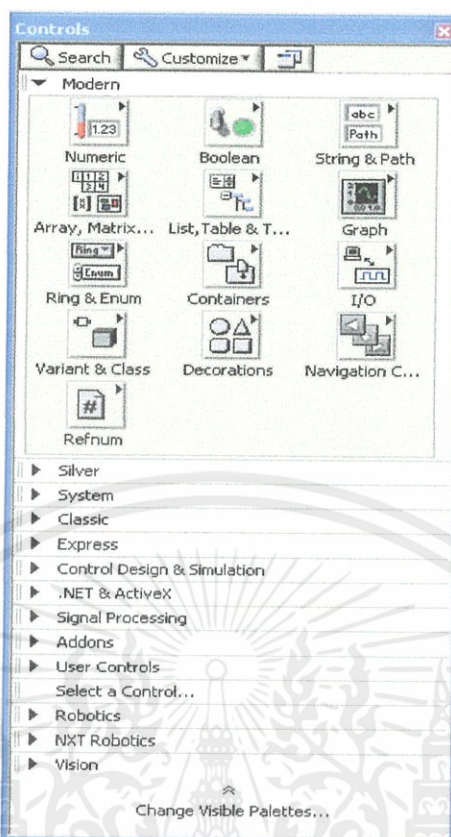 Controls
Search Customize
Modern
1.23
abc
Path
Numeric Boolean String & Path
Array, Matrix... List, Table & T... Graph
Ring
Enum
Ring & Enum Containers I/O
Variant & Class Decorations Navigation C...
#
Refnum
Silver
System
Classic
Express
Control Design & Simulation
.NET & ActiveX
Signal Processing
Addons
User Controls
Select a Control...
Robotics
NXT Robotics
Vision
Change Visible Palettes...